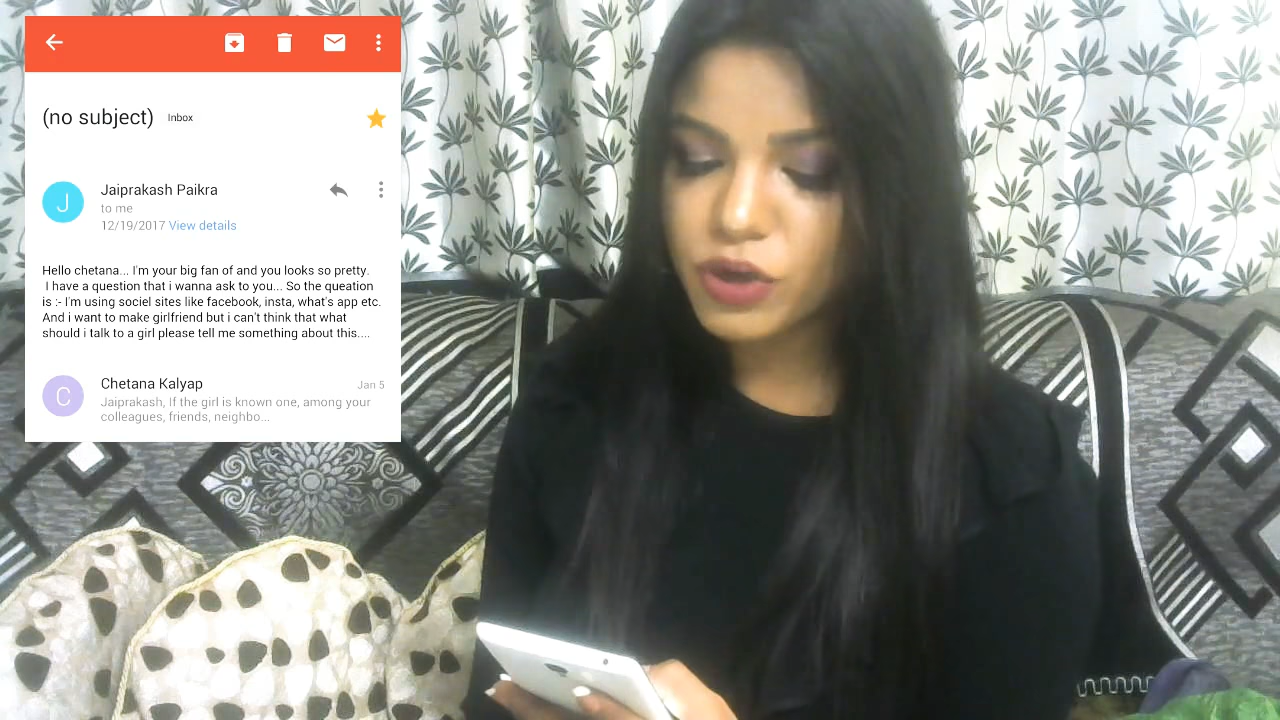 (no subject) Inbox
J
Jaiprakash Paikra
to me
12/19/2017 View details
Hello chetana... I'm your big fan of and you looks so pretty.
I have a question that i wanna ask to you... So the queation
is :- I'm using sociel sites like facebook, insta, what's app etc.
And i want to make girlfriend but i can't think that what
should i talk to a girl please tell me something about this....
C
Chetana Kalyap Jan 5
Jaiprakash, If the girl is known one, among your
colleagues, friends, neighbo...